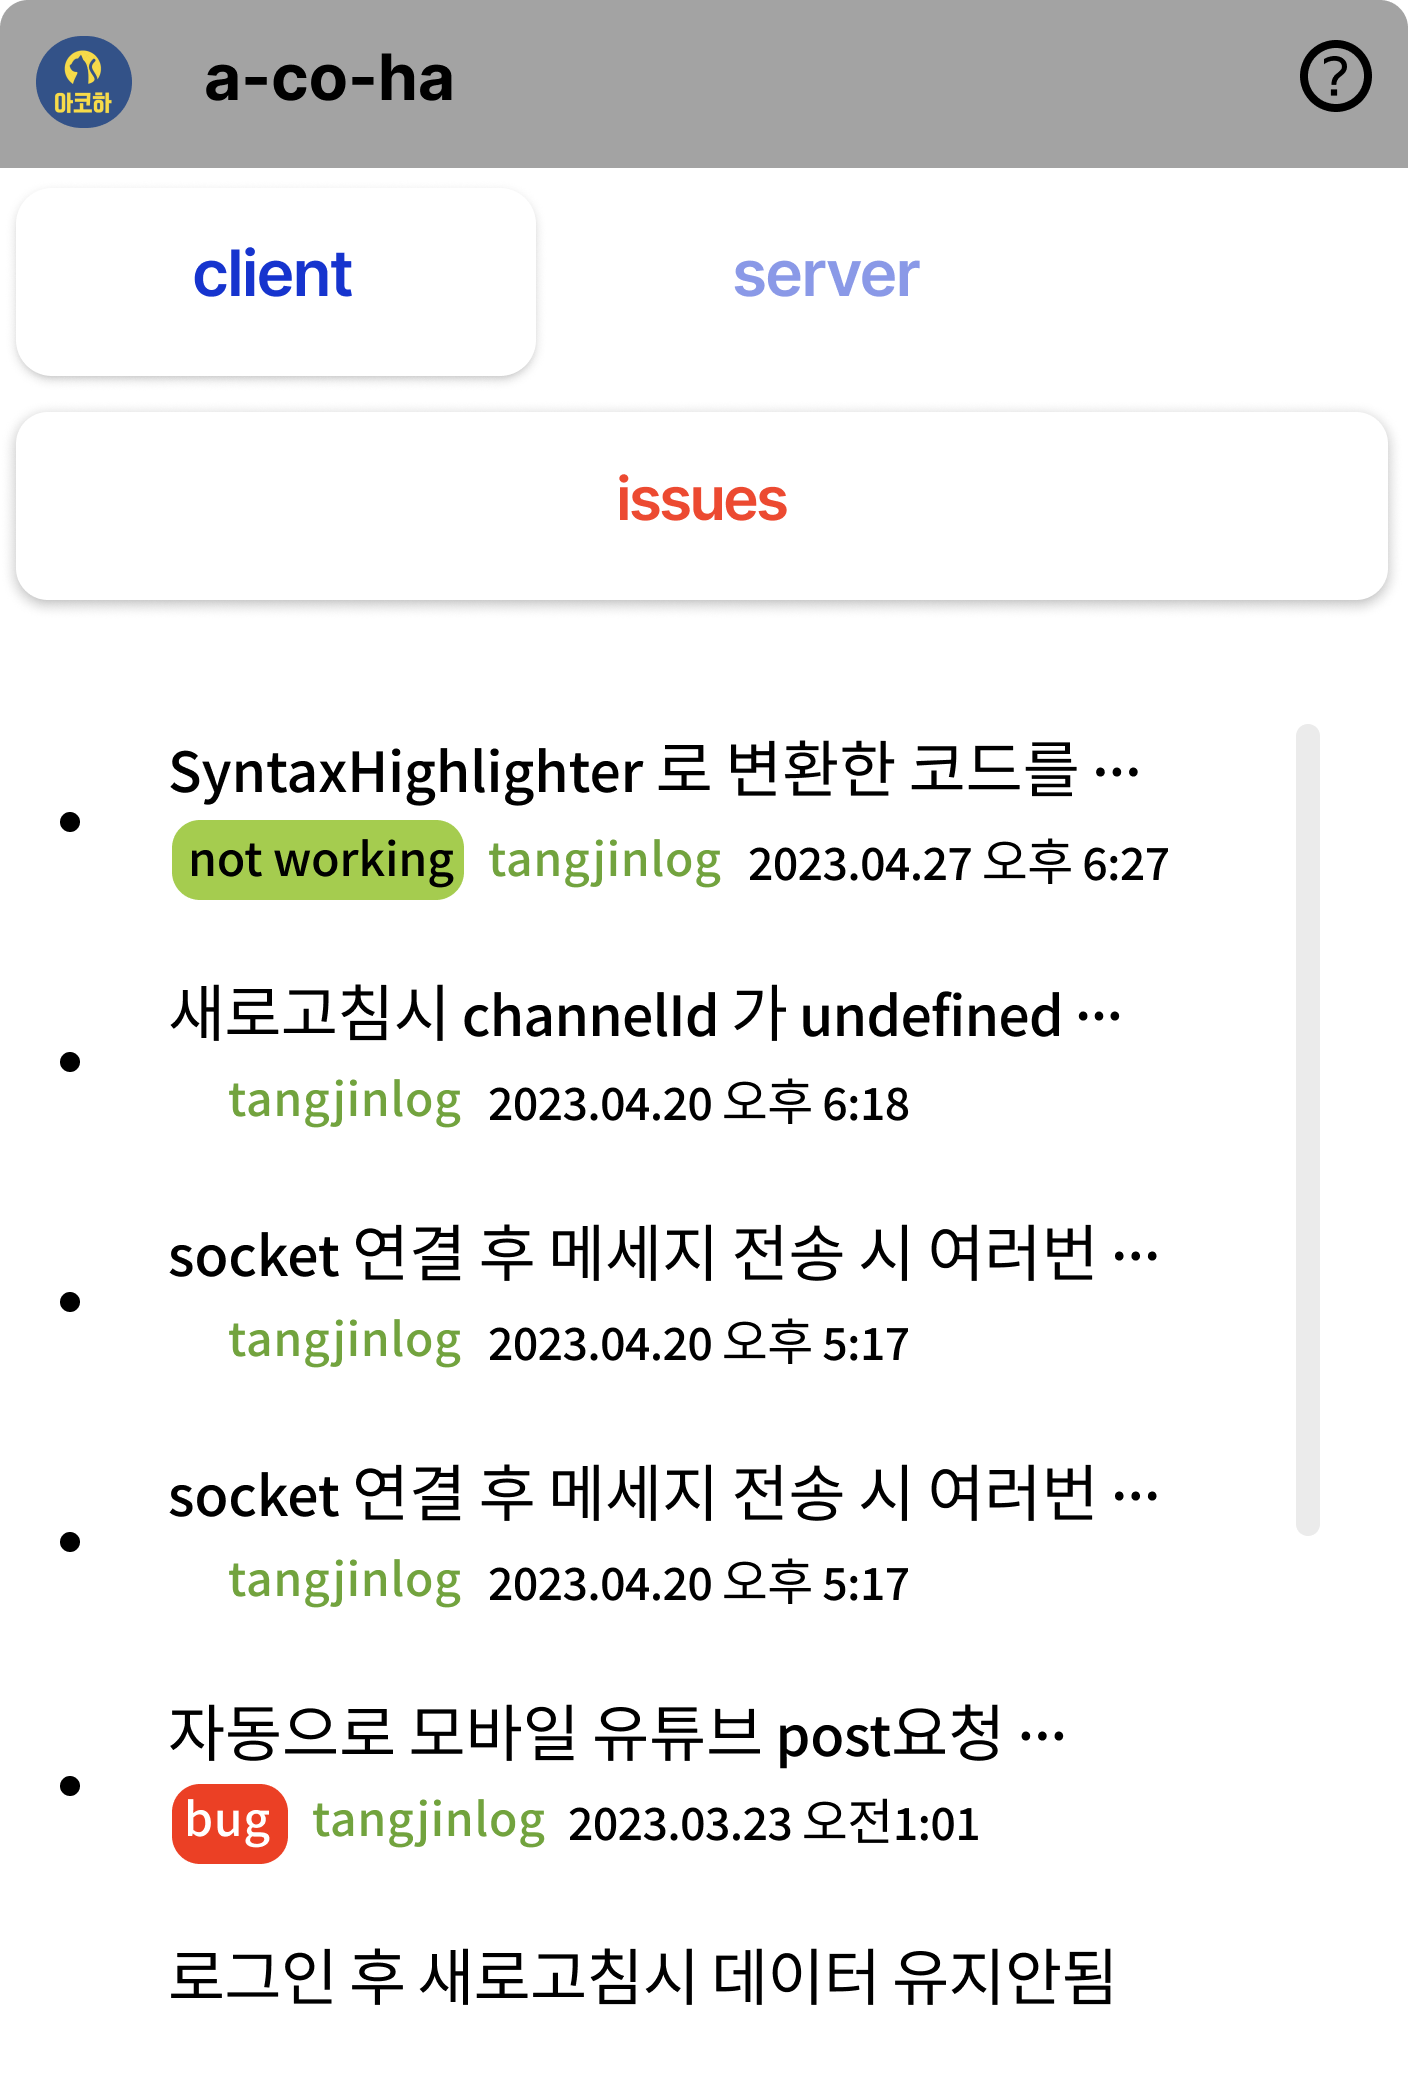 아코하
a-co-ha
?
client
server
issues
SyntaxHighlighter 로 변환한 코드를 ···
not working tangjinlog 2023.04.27 오후 6:27
새로고침시 channelId 가 undefined ···
tangjinlog 2023.04.20 오후 6:18
socket 연결 후 메세지 전송 시 여러번 ···
tangjinlog 2023.04.20 오후 5:17
socket 연결 후 메세지 전송 시 여러번 ···
tangjinlog 2023.04.20 오후 5:17
자동으로 모바일 유튜브 post요청 ···
bug tangjinlog 2023.03.23 오전1:01
로그인 후 새로고침시 데이터 유지안됨